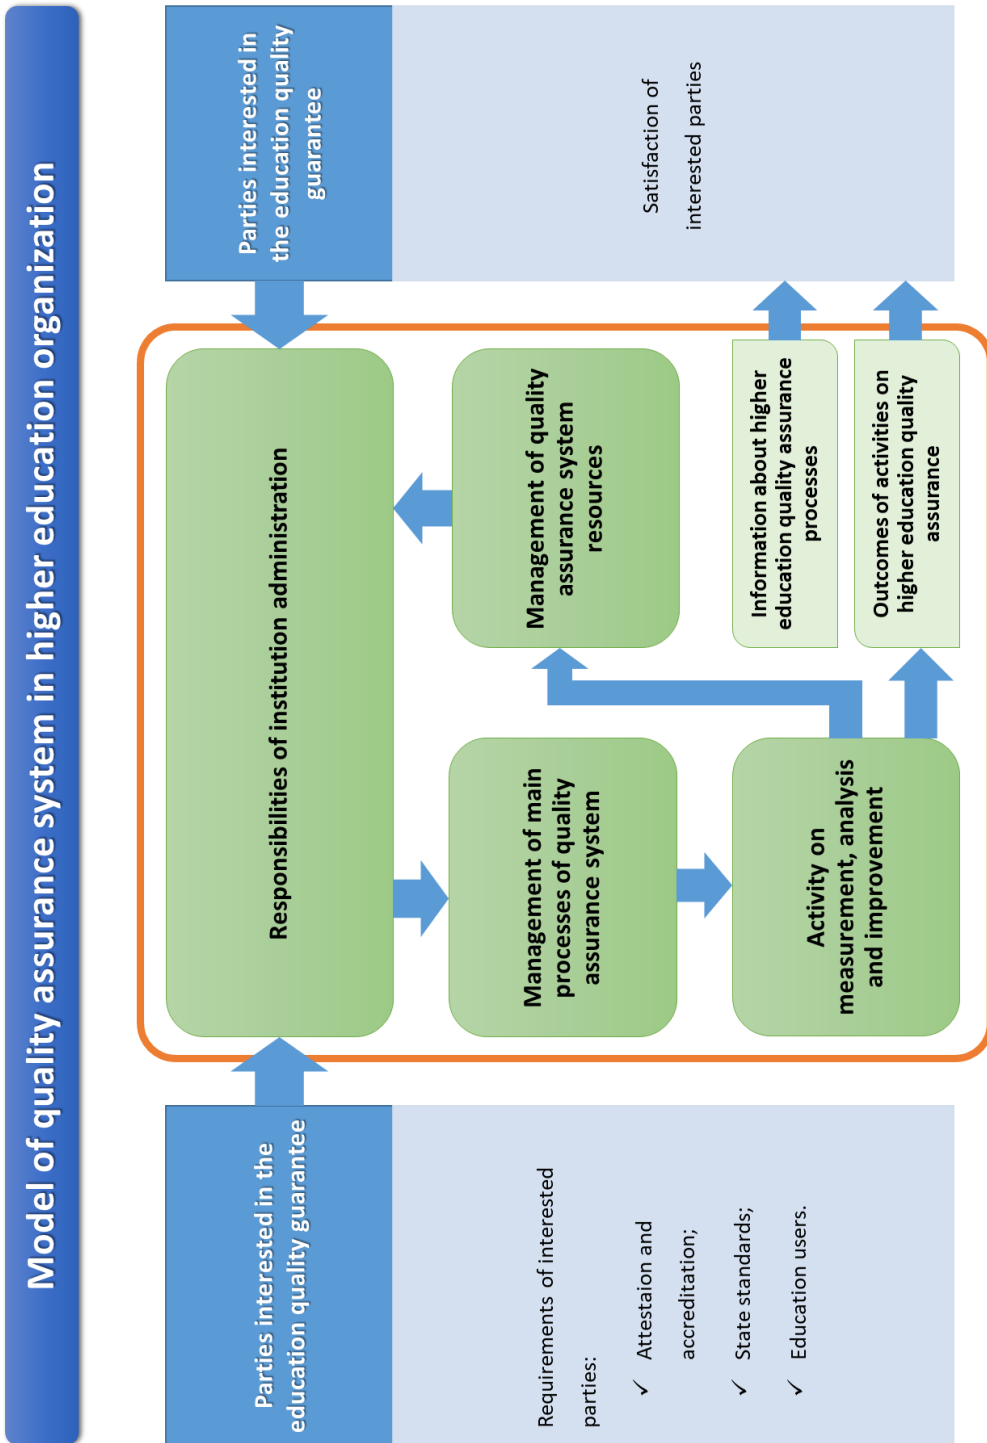 Model of quality assurance system in higher education organization
Parties interested in the
education quality guarantee
Requirements of interested
parties:
✓ Attestaion and
accreditation;
✓ State standards;
✓ Education users.
Responsibilities of institution administration
Management of main
processes of quality
assurance system
Management of quality
assurance system
resources
Activity on
measurement, analysis
and improvement
Information about higher
education quality assurance
processes
Outcomes of activities on
higher education quality
assurance
Parties interested in
the education quality
guarantee
Satisfaction of
interested parties